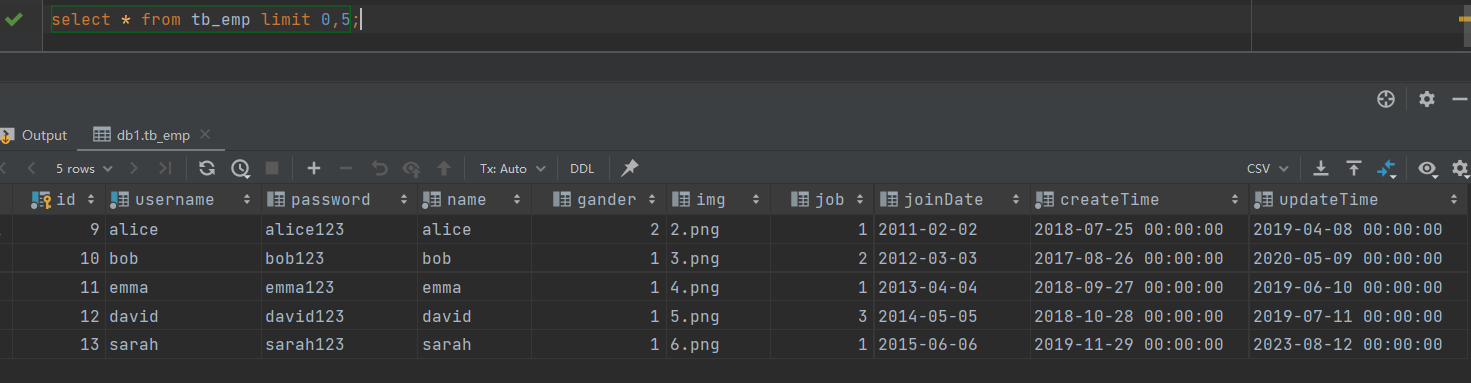 select * from tb_emp limit 0,5;
Output db1.tb_emp
5 rows Tx: Auto DDL CSV
id username password name gander img job joinDate createTime updateTime
9 alice alice123 alice 2 2.png 1 2011-02-02 2018-07-25 00:00:00 2019-04-08 00:00:00
10 bob bob123 bob 1 3.png 2 2012-03-03 2017-08-26 00:00:00 2020-05-09 00:00:00
11 emma emma123 emma 1 4.png 1 2013-04-04 2018-09-27 00:00:00 2019-06-10 00:00:00
12 david david123 david 1 5.png 3 2014-05-05 2018-10-28 00:00:00 2019-07-11 00:00:00
13 sarah sarah123 sarah 1 6.png 1 2015-06-06 2019-11-29 00:00:00 2023-08-12 00:00:00